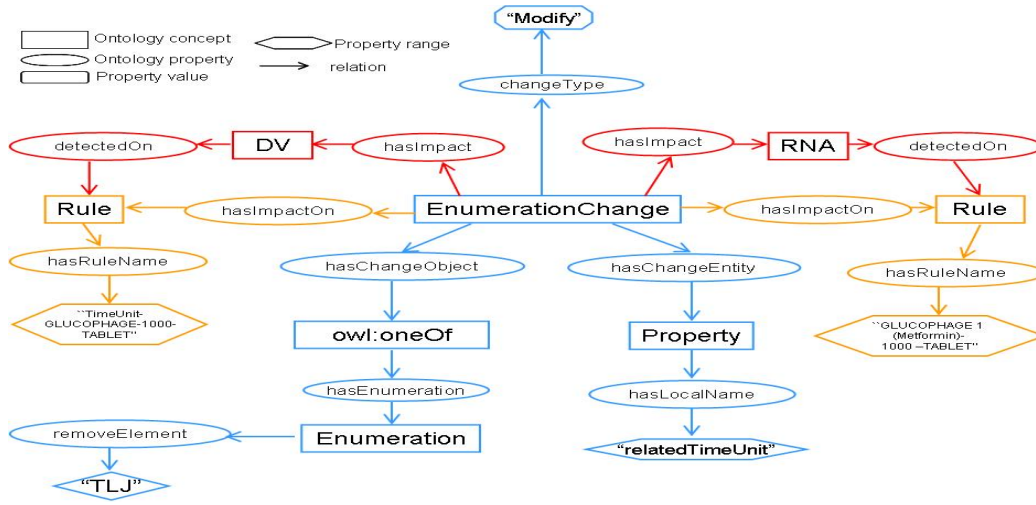 “Modify”
Ontology concept
Property range
Ontology property
relation
Property value
changeType
detectedOn
DV
hasImpact
hasImpact
RNA
detectedOn
Rule
hasImpactOn
EnumerationChange
hasImpactOn
Rule
hasRuleName
hasChangeObject
hasChangeEntity
hasRuleName
``TimeUnit-
GLUCOPHAGE-1000-
TABLET"
owl:oneOf
Property
``GLUCOPHAGE 1
(Metformin)-
1000 –TABLET"
hasEnumeration
hasLocalName
removeElement
Enumeration
“relatedTimeUnit”
“TLJ”